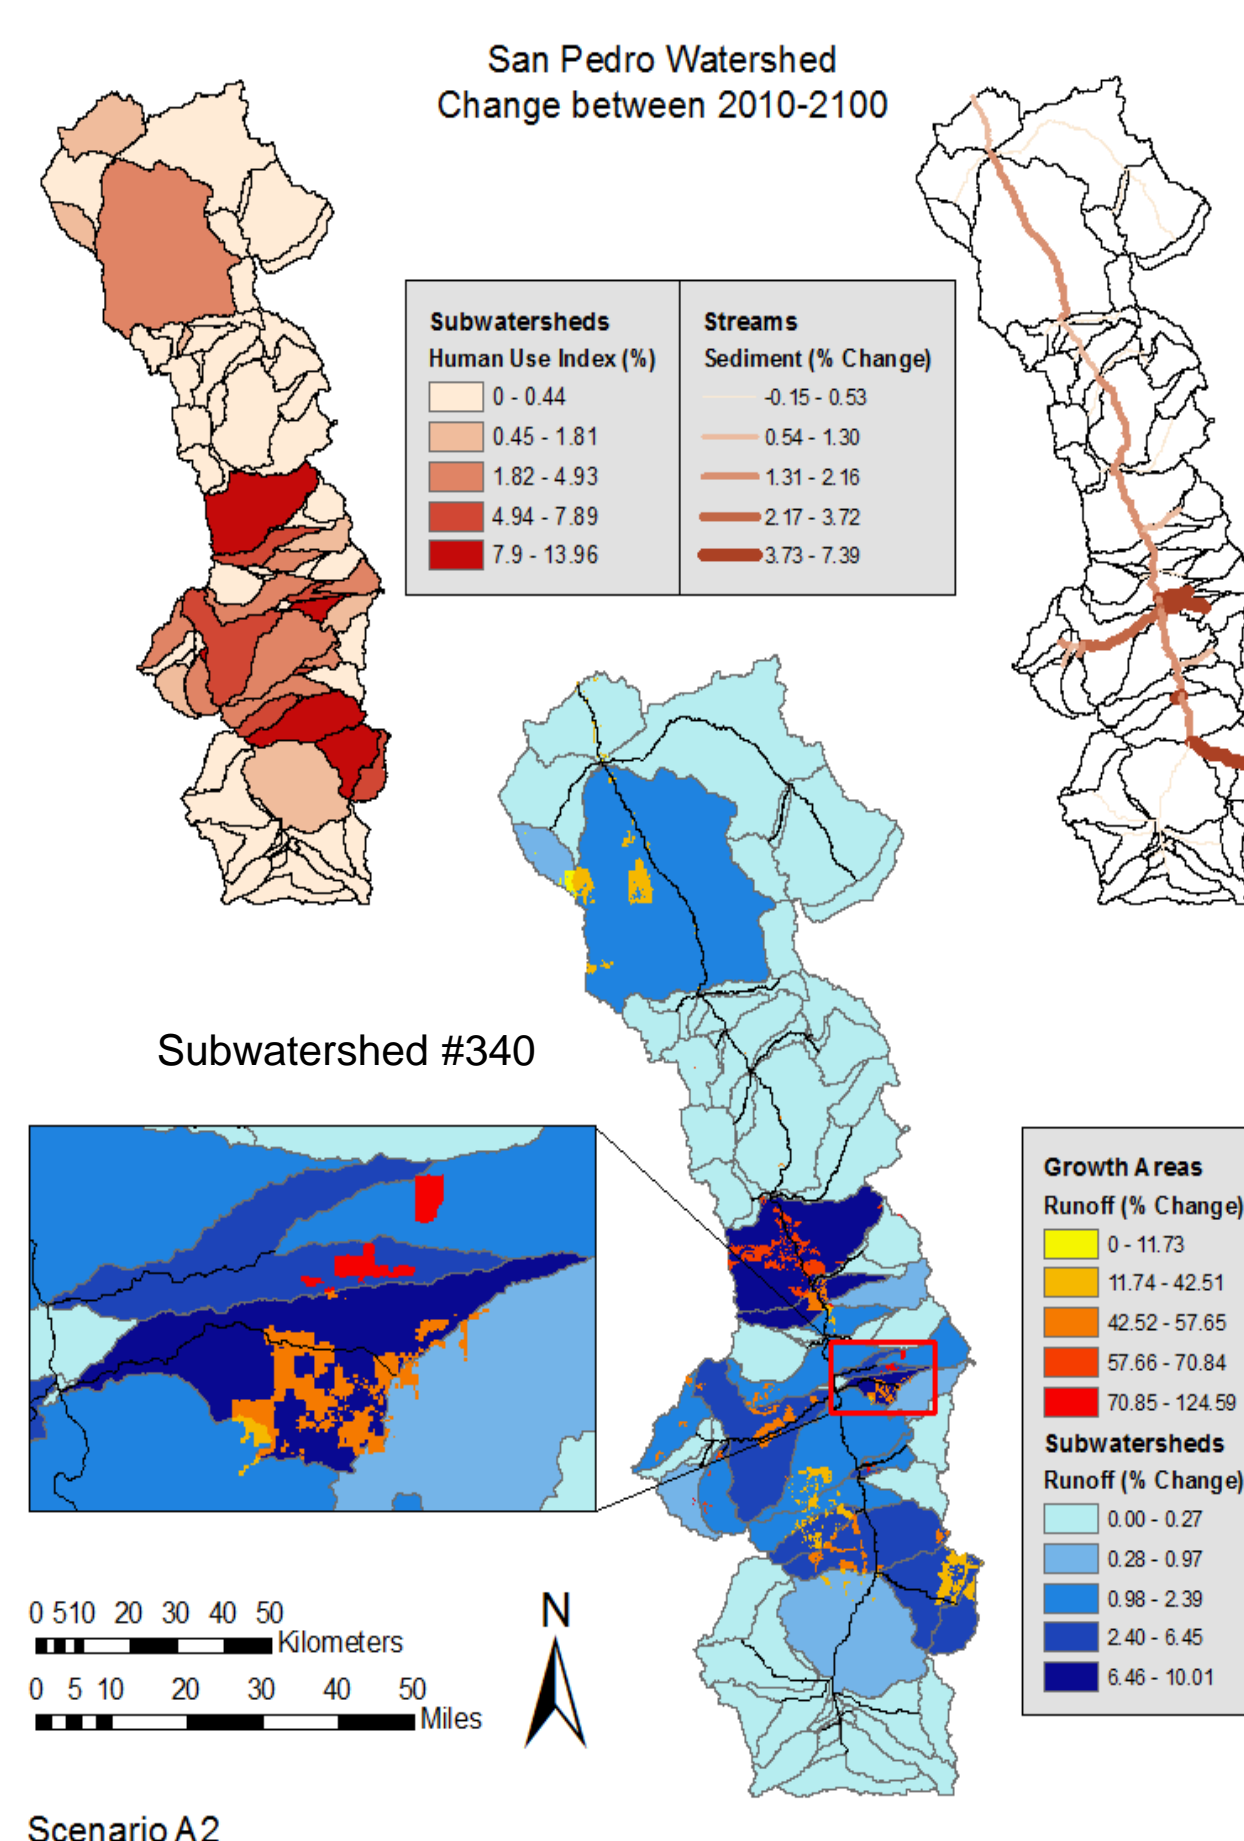 San Pedro Watershed
Change between 2010-2100
Subwatersheds
Human Use Index (%)
0 - 0.44
0.45 - 1.81
1.82 - 4.93
4.94 - 7.89
7.9 - 13.96
Streams
Sediment (% Change)
-0.15 - 0.53
0.54 - 1.30
1.31 - 2.16
2.17 - 3.72
3.73 - 7.39
Subwatershed #340
Growth Areas
Runoff (% Change)
0 - 11.73
11.74 - 42.51
42.52 - 57.65
57.66 - 70.84
70.85 - 124.59
Subwatersheds
Runoff (% Change)
0.00 - 0.27
0.28 - 0.97
0.98 - 2.39
2.40 - 6.45
6.46 - 10.01
0 5 10 20 30 40 50
Kilometers
0 5 10 20 30 40 50
Miles
N
Scenario A2